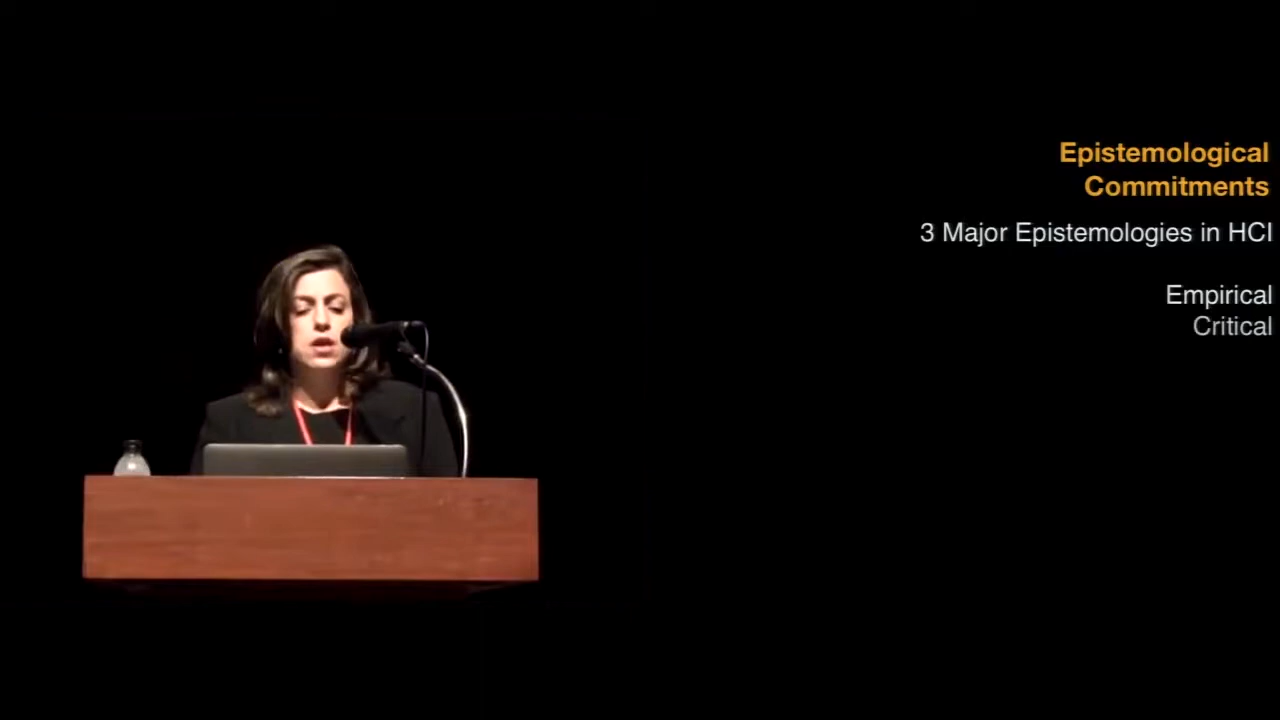 Epistemological
Commitments
3 Major Epistemologies in HCI
Empirical
Critical